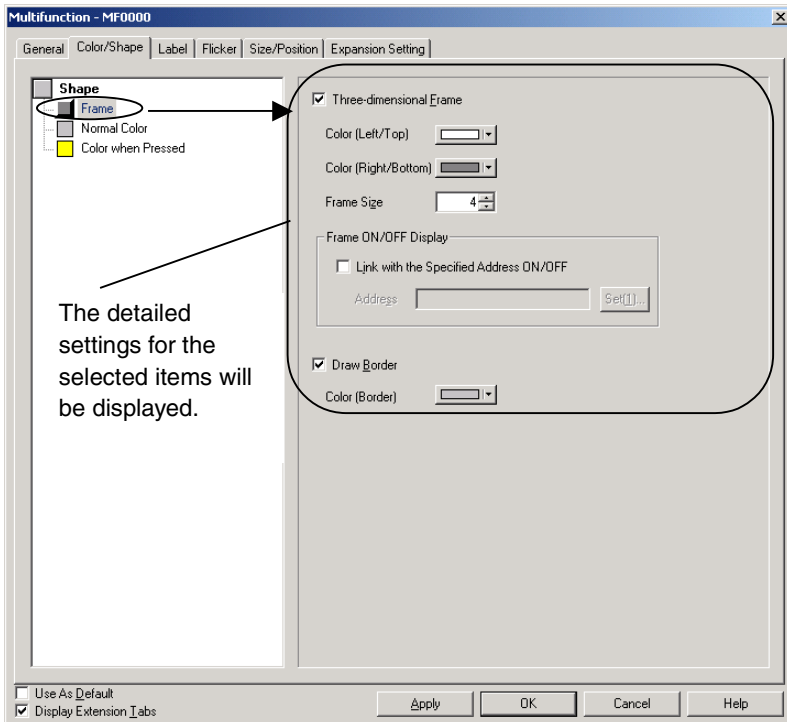 Multifunction - MF0000
General Color/Shape Label Flicker Size/Position Expansion Setting
Shape
Frame
Normal Color
Color when Pressed
Three-dimensional Frame
Color (Left/Top)
Color (Right/Bottom)
Frame Size 4
Frame ON/OFF Display
Link with the Specified Address ON/OFF
Address Set(1)...
Draw Border
Color (Border)
The detailed
settings for the
selected items will
be displayed.
Use As Default
Display Extension Tabs
Apply OK Cancel Help